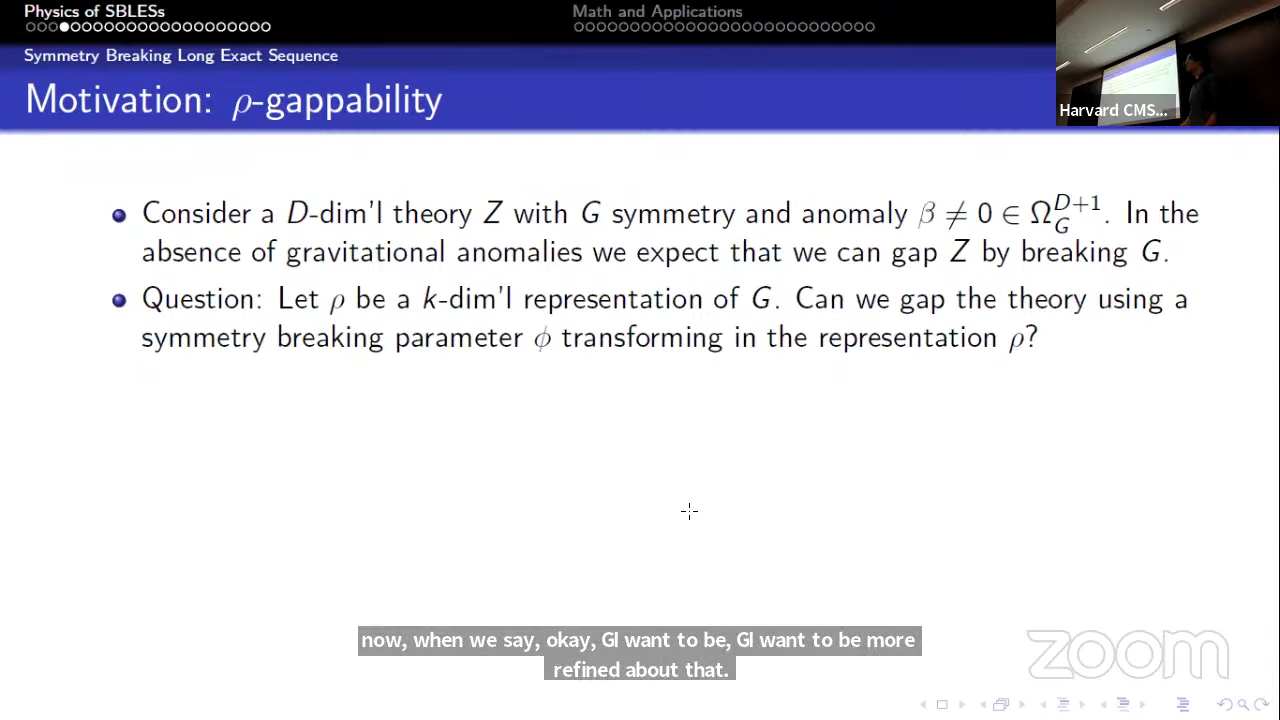 Physics of SBLESs
Math and Applications
Symmetry Breaking Long Exact Sequence
Motivation: ρ-gappability
Harvard CMS...
Consider a D-dim'l theory Z with G symmetry and anomaly β ≠ 0 ∈ Ω_G^{D+1}. In the
absence of gravitational anomalies we expect that we can gap Z by breaking G.
Question: Let ρ be a k-dim'l representation of G. Can we gap the theory using a
symmetry breaking parameter ϕ transforming in the representation ρ?
now, when we say, okay, GI want to be, GI want to be more
refined about that.
zoom